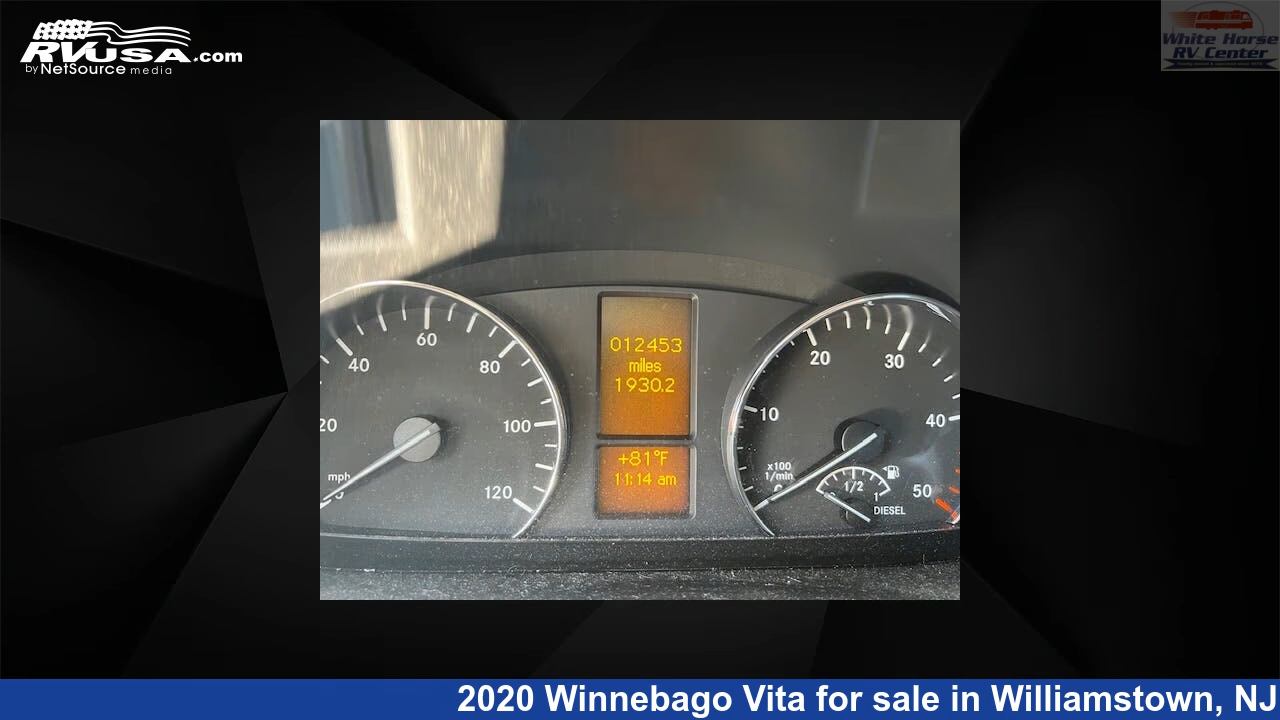 RVUSA.com
by NetSource media
White Horse
RV Center
012453
miles
1930.2
+81°F
11:14 am
20
40
60
80
100
120
mph
10
20
30
40
50
x100
1/min
0
1/2
1
DIESEL
2020 Winnebago Vita for sale in Williamstown, NJ